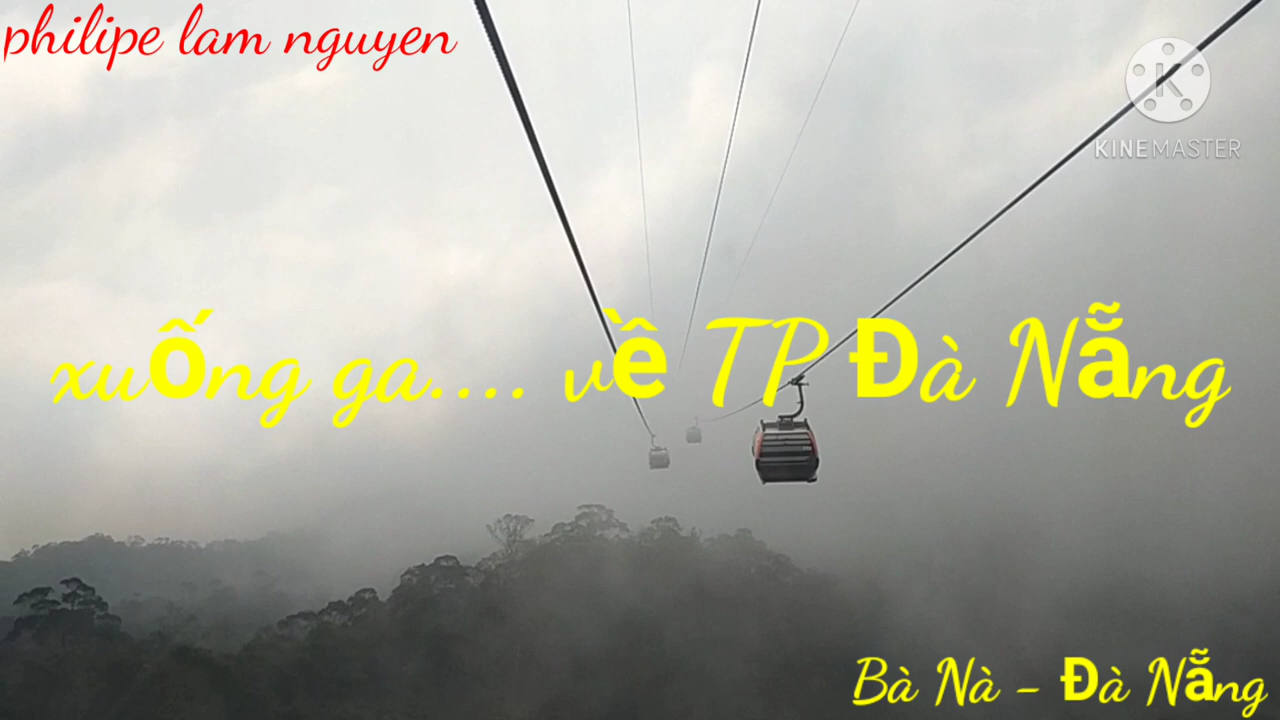 philipe lam nguyen
KINEMASTER
xuống ga.... về TP Đà Nẵng
Bà Nà - Đà Nẵng